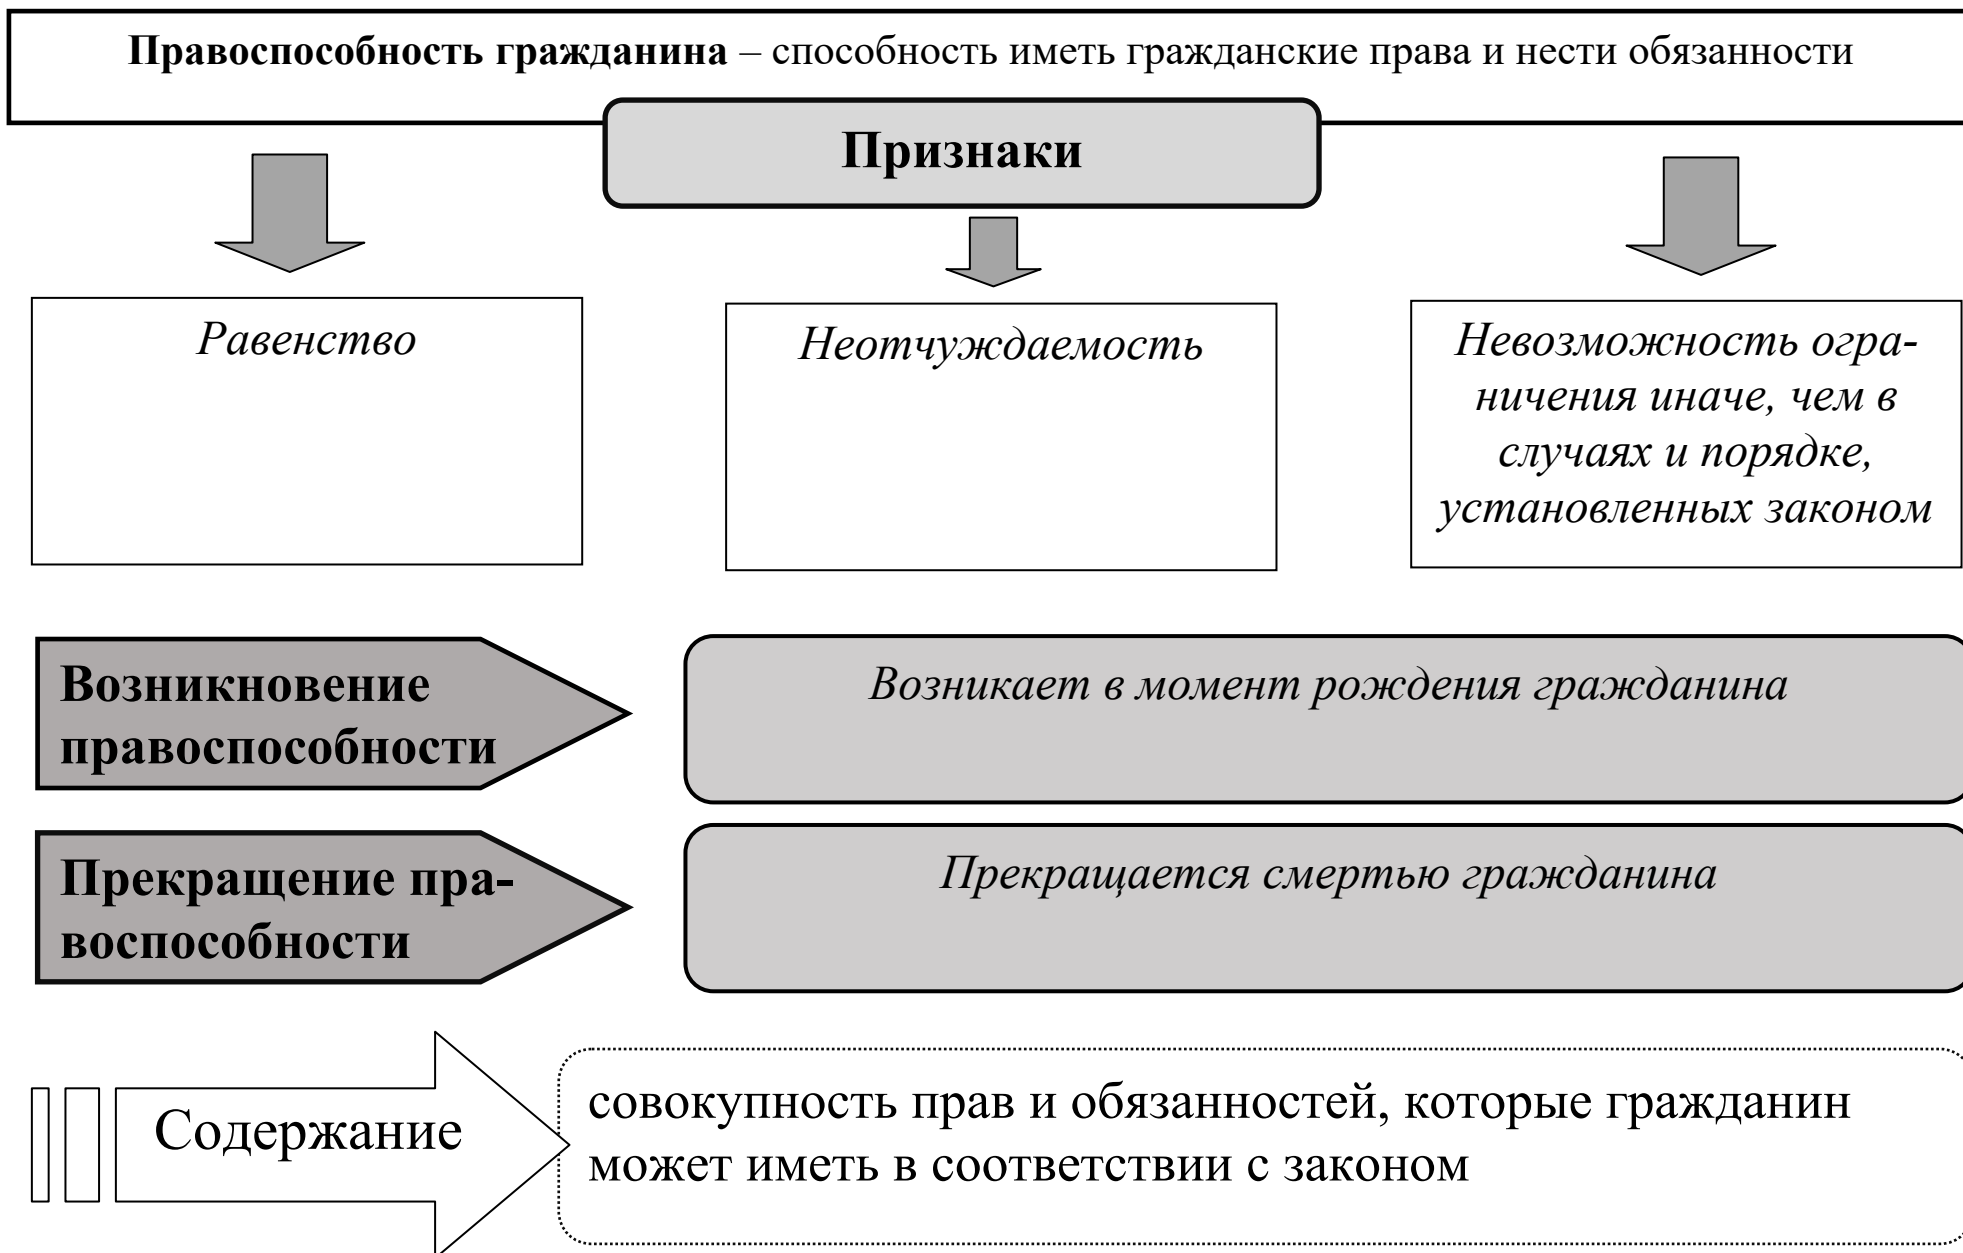 Правоспособность гражданина – способность иметь гражданские права и нести обязанности
Признаки
Равенство
Неотчуждаемость
Невозможность огра-
ничения иначе, чем в
случаях и порядке,
установленных законом
Возникновение
правоспособности
Возникает в момент рождения гражданина
Прекращение пра-
воспособности
Прекращается смертью гражданина
Содержание
совокупность прав и обязанностей, которые гражданин
может иметь в соответствии с законом